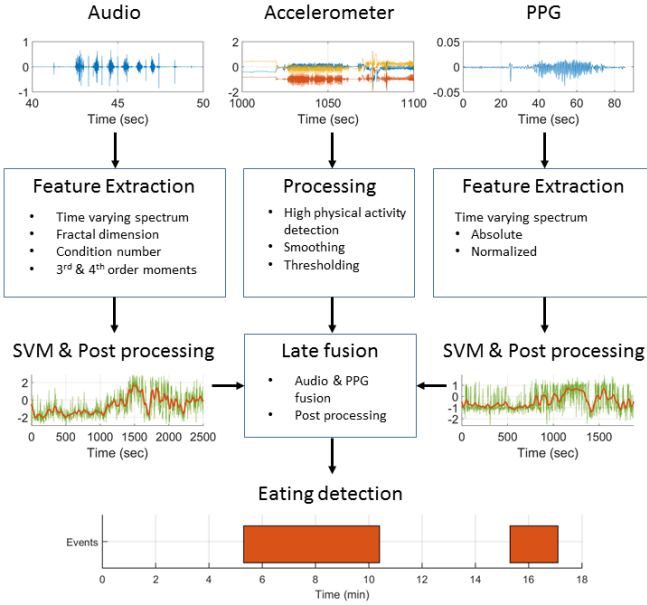 Audio
Accelerometer
PPG
1
0
-1
40
45
50
Time (sec)
2
0
-2
1000
1050
1100
Time (sec)
0.05
0
-0.05
0
20
40
60
80
Time (sec)
Feature Extraction
• Time varying spectrum
• Fractal dimension
• Condition number
• 3rd & 4th order moments
Processing
• High physical activity
detection
• Smoothing
• Thresholding
Feature Extraction
Time varying spectrum
• Absolute
• Normalized
SVM & Post processing
2
0
-2
0
500
1000
1500
2000
2500
Time (sec)
Late fusion
• Audio & PPG
fusion
• Post processing
SVM & Post processing
1
0
-1
-2
0
500
1000
1500
Time (sec)
Eating detection
Events
0
2
4
6
8
10
12
14
16
18
Time (min)